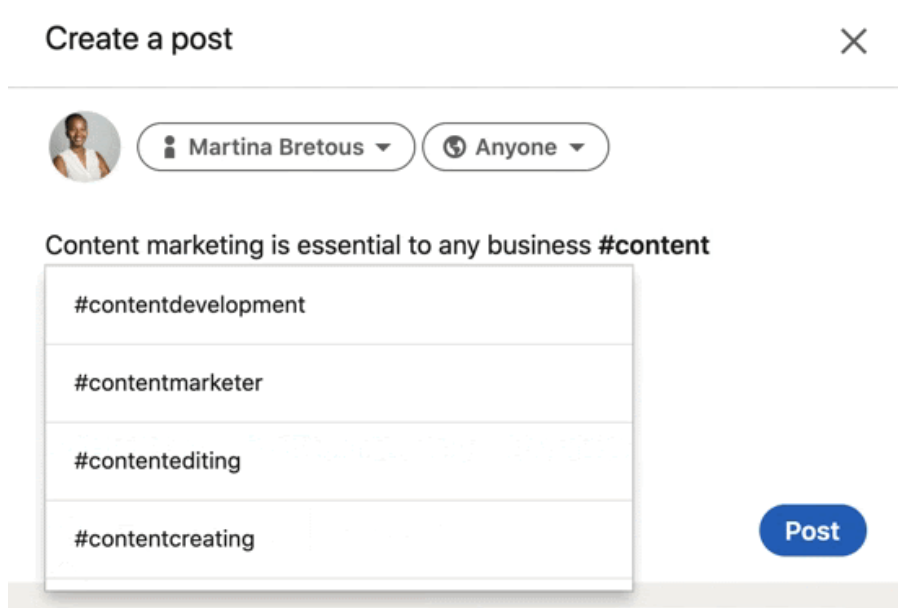 Create a post
Martina Bretous
Anyone
Content marketing is essential to any business #content
#contentdevelopment
#contentmarketer
#contentediting
#contentcreating
Post